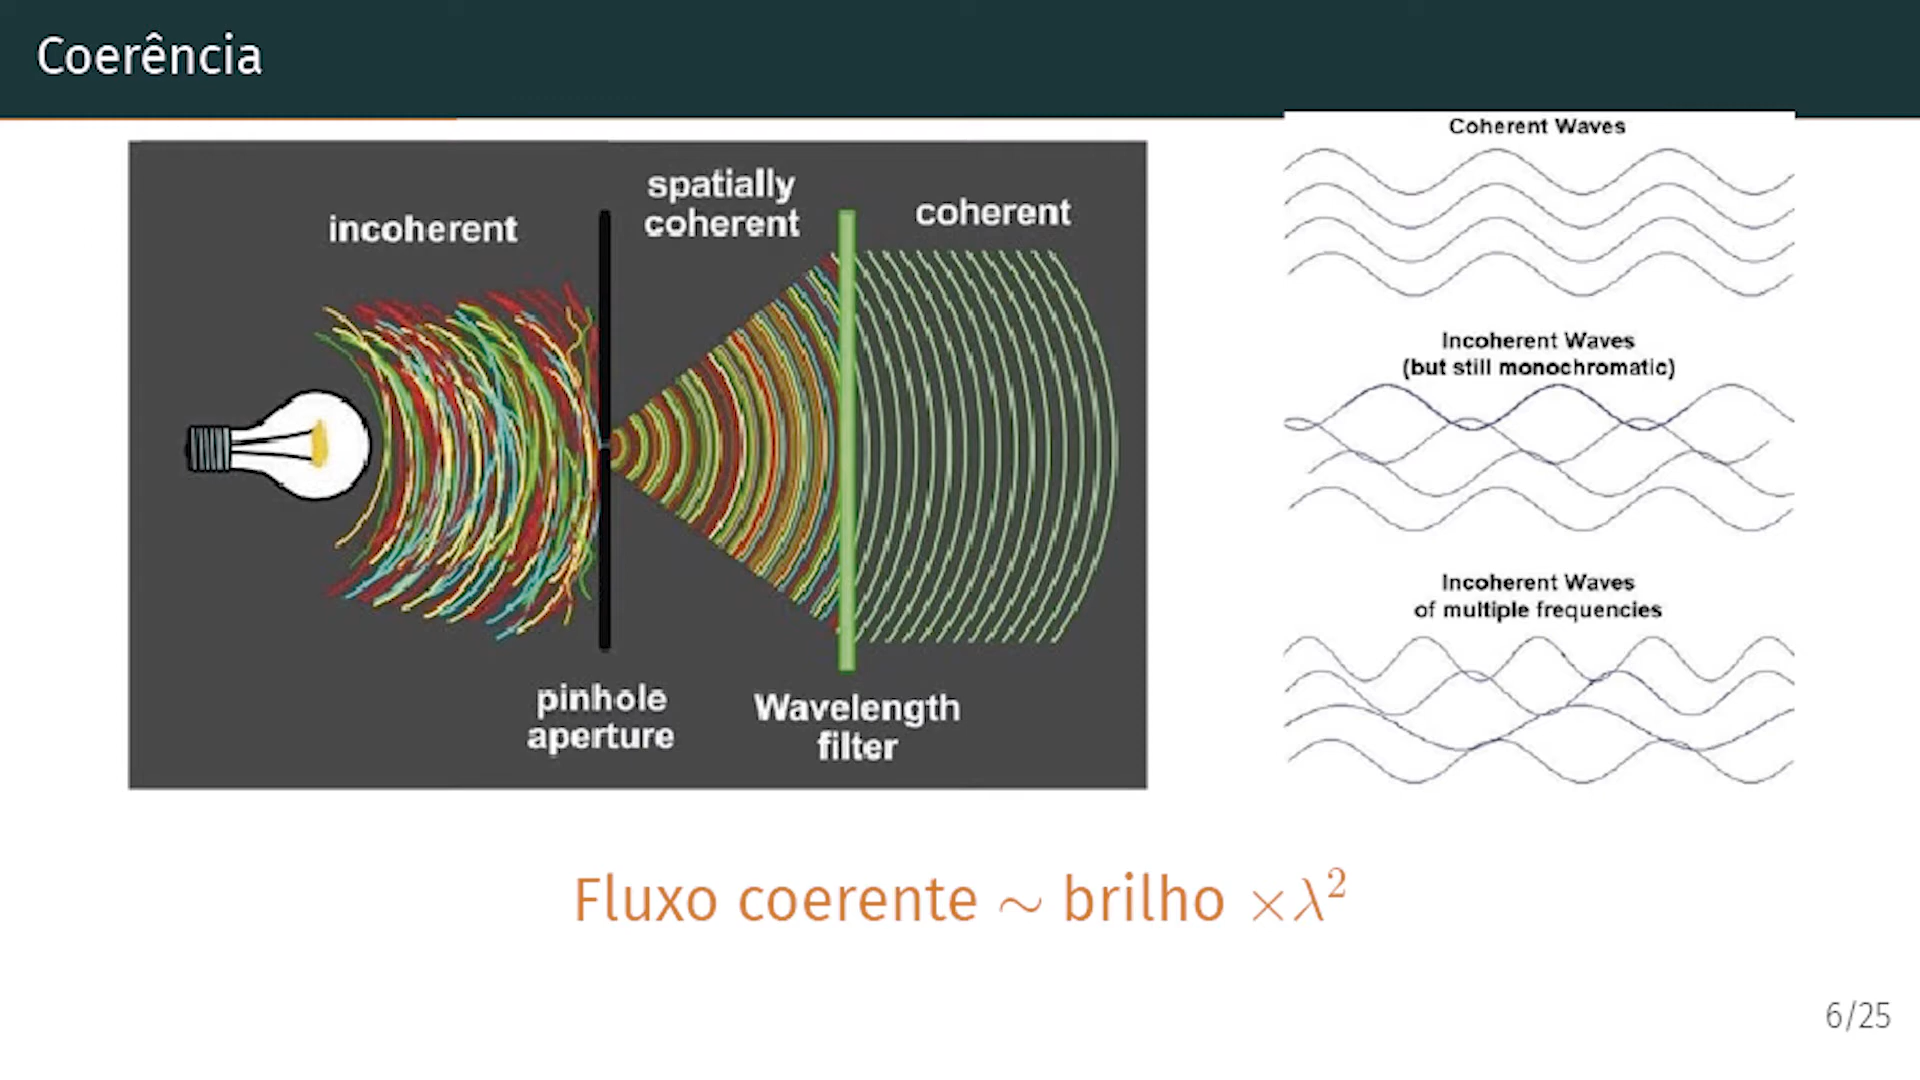 Coerência
incoherent
spatially
coherent
coherent
pinhole
aperture
Wavelength
filter
Coherent Waves
Incoherent Waves
(but still monochromatic)
Incoherent Waves
of multiple frequencies
Fluxo coerente ∼ brilho ×λ²
6/25